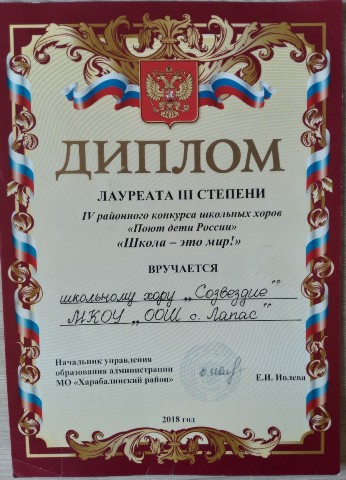 ДИПЛОМ
ЛАУРЕАТА III СТЕПЕНИ
IV районного конкурса школьных хоров
«Поют дети России»
«Школа – это мир!»
ВРУЧАЕТСЯ
школьному хору „Созвездие"
МКОУ „ООШ с. Лапас"
Начальник управления
образования администрации
МО «Харабалинский район»
Е.Н. Ивлева
2018 год